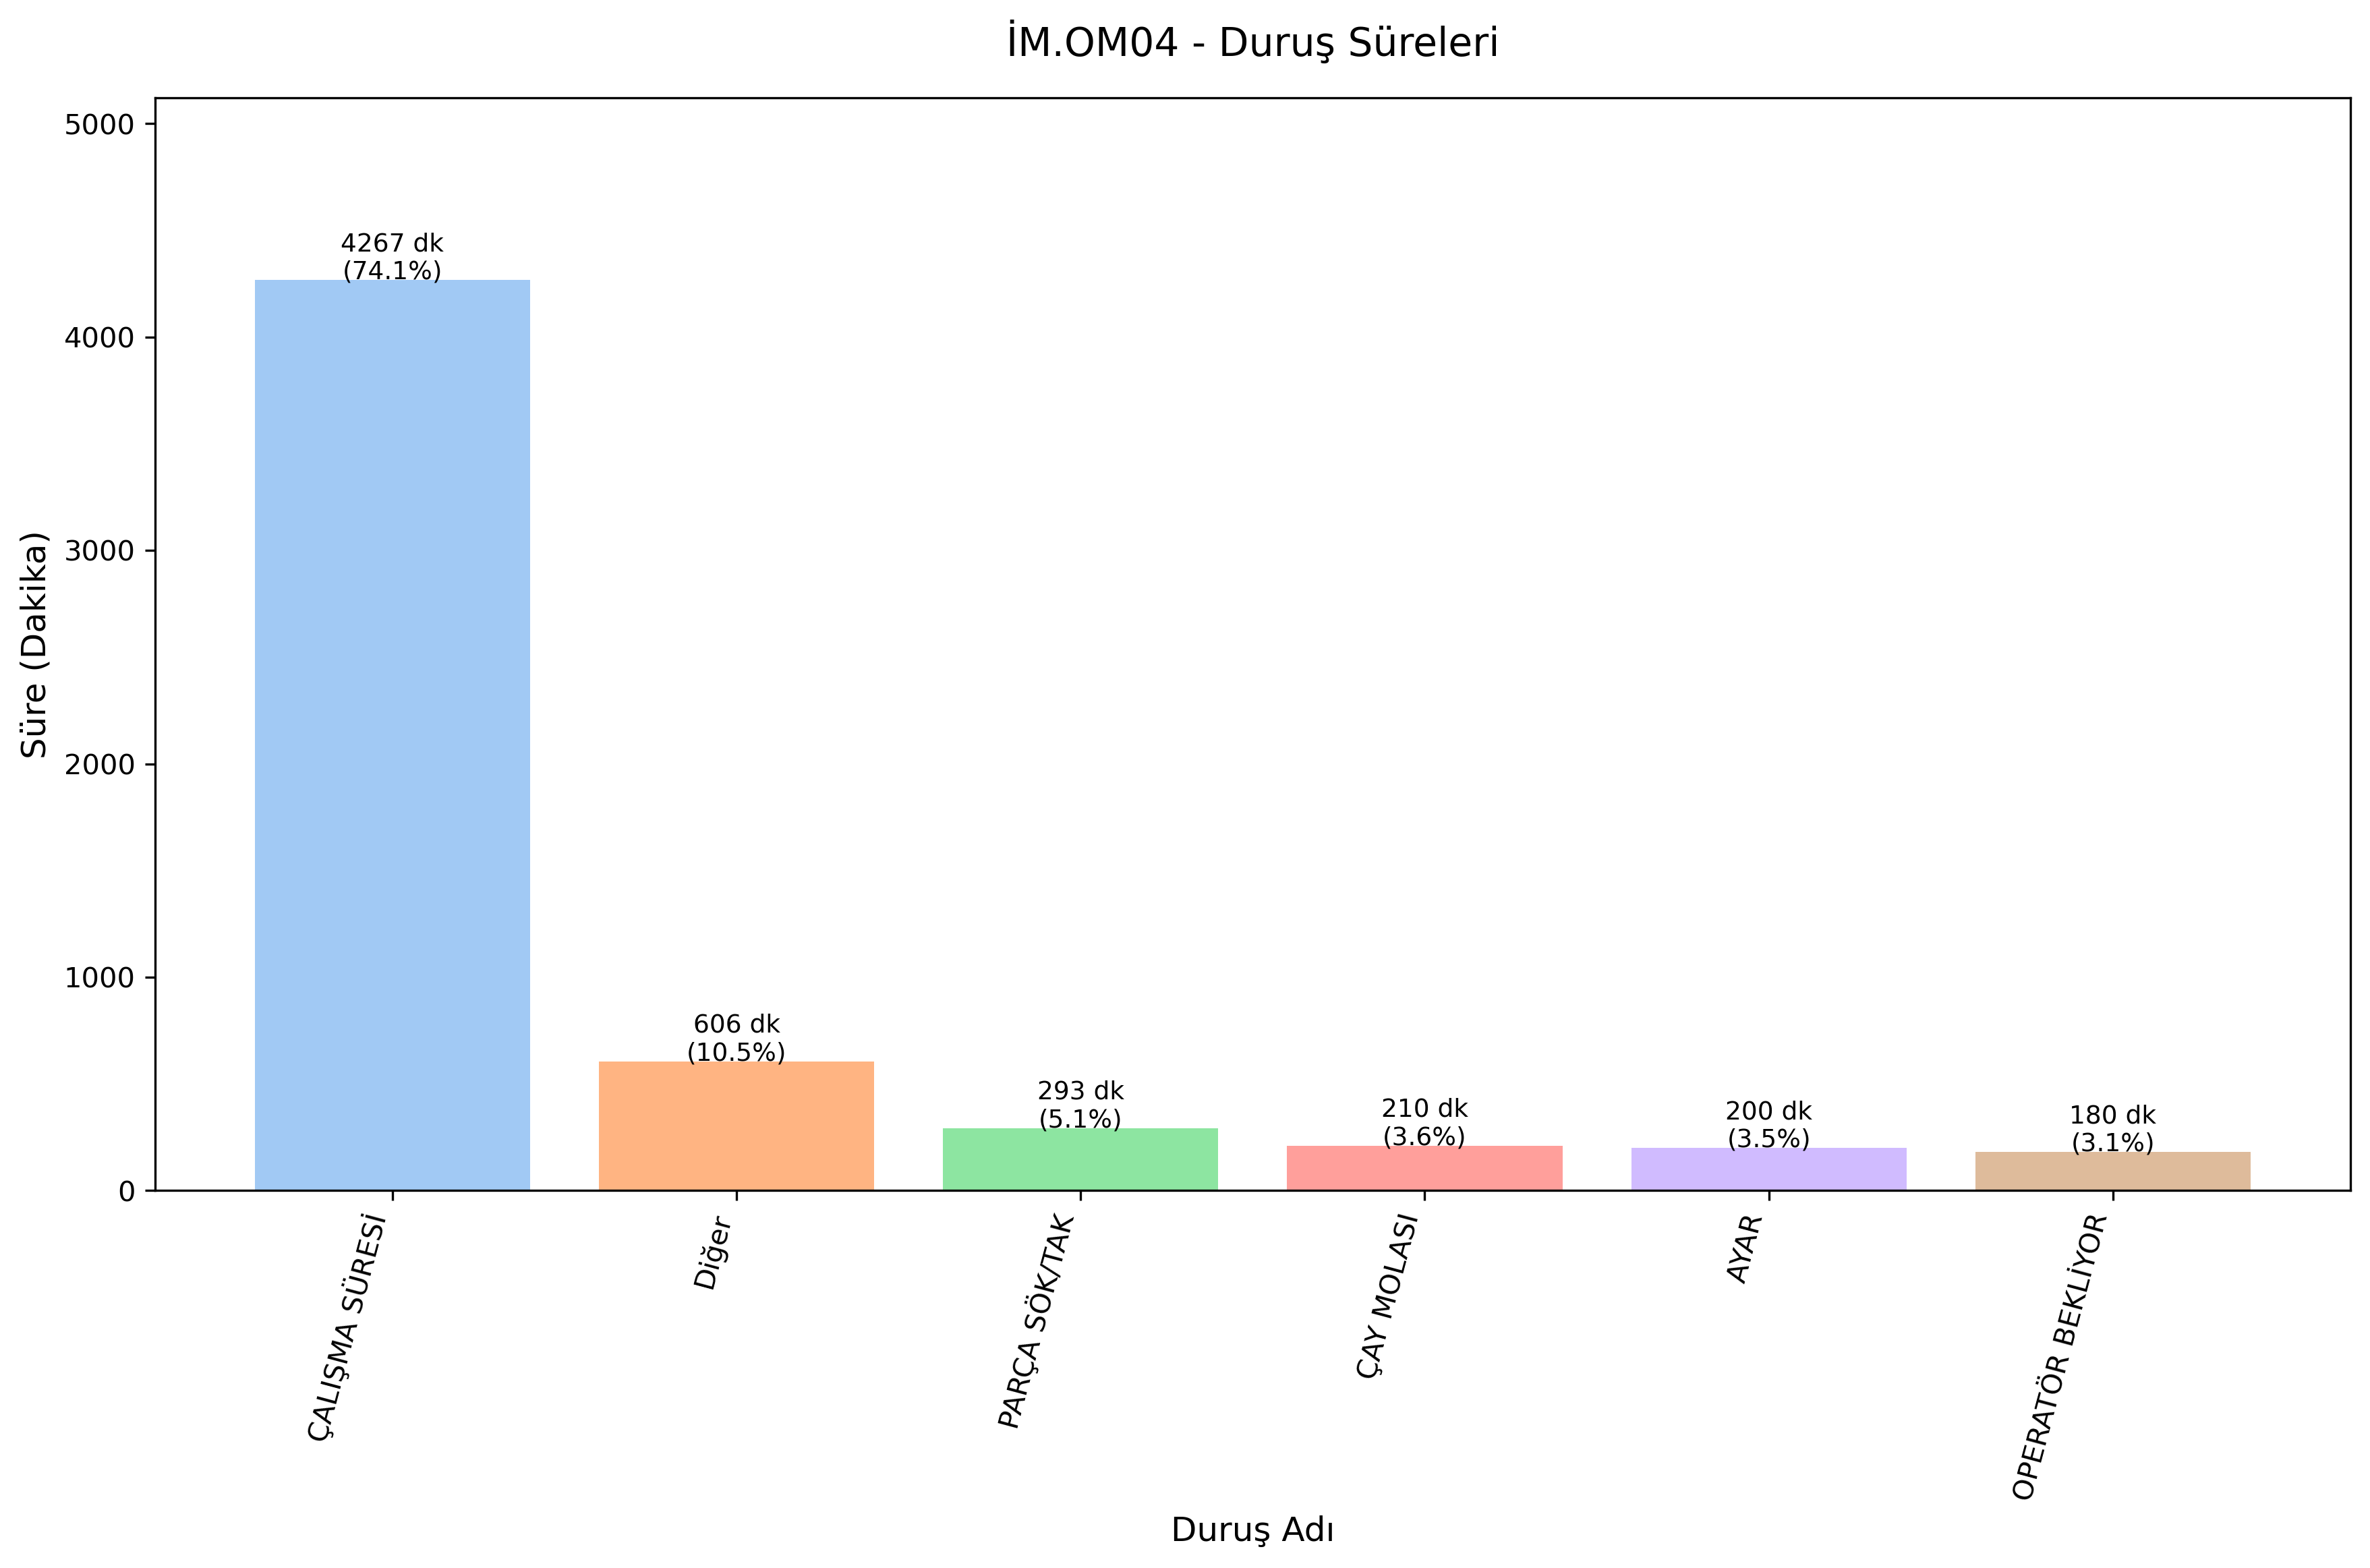 İM.OM04 - Duruş Süreleri
Süre (Dakika)
5000
4000
3000
2000
1000
0
4267 dk
(74.1%)
606 dk
(10.5%)
293 dk
(5.1%)
210 dk
(3.6%)
200 dk
(3.5%)
180 dk
(3.1%)
ÇALIŞMA SÜRESİ
Diğer
PARÇA SÖK/TAK
ÇAY MOLASI
AYAR
OPERATÖR BEKLİYOR
Duruş Adı